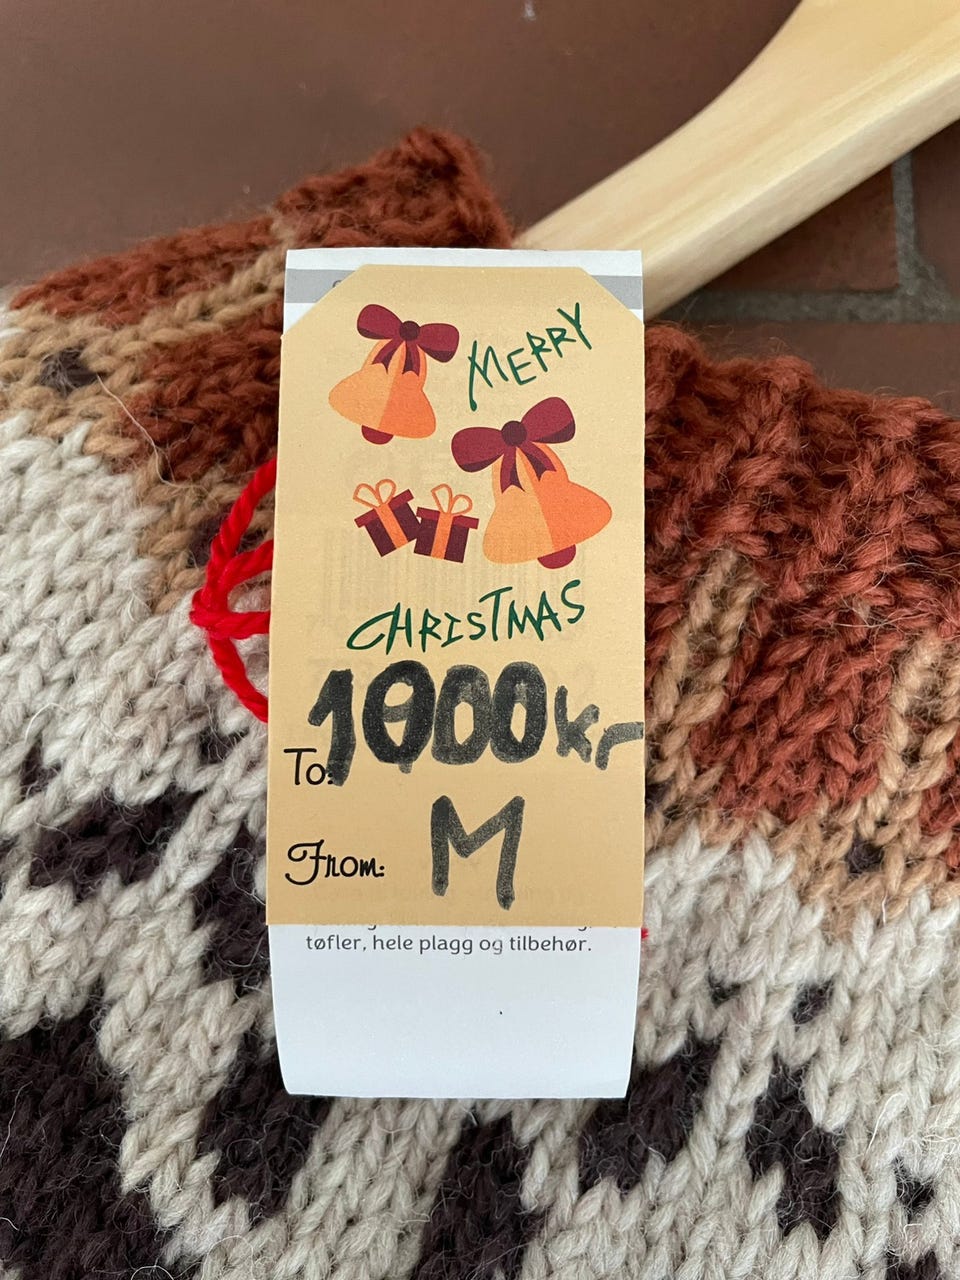 MERRY
CHRISTMAS
1000kr
To:
M
From:
tøfler, hele plagg og tilbehør.